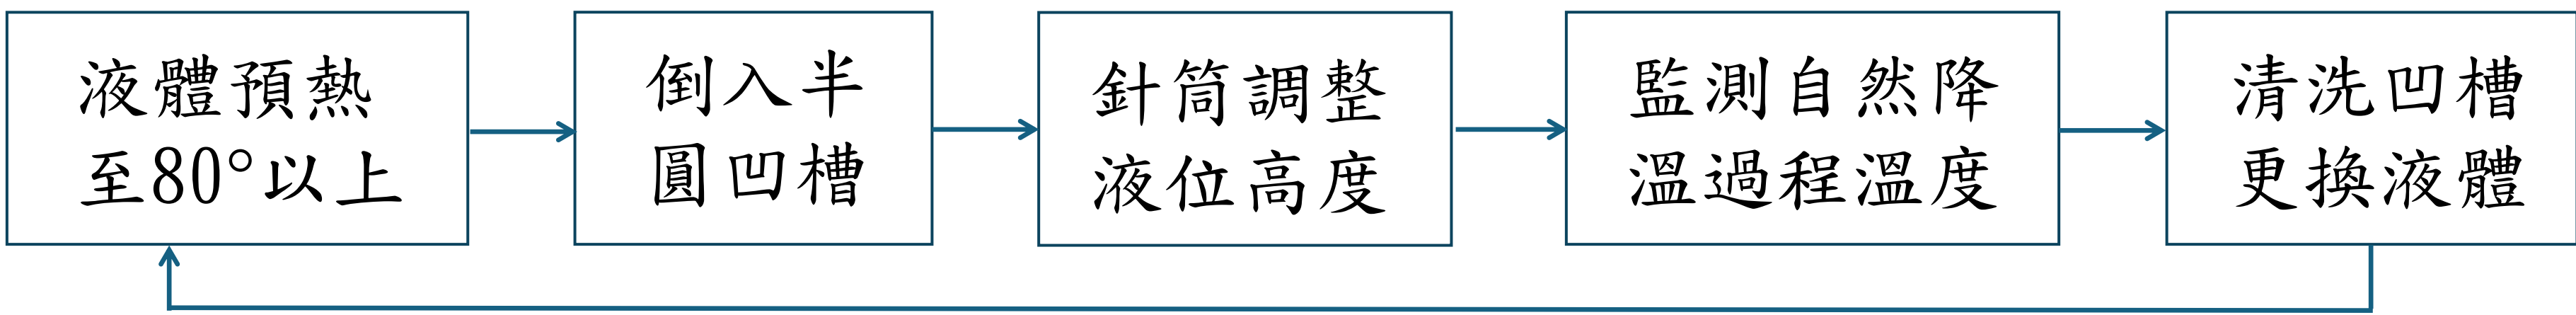 液體預熱
至80°以上
倒入半
圓凹槽
針筒調整
液位高度
監測自然降
溫過程溫度
清洗凹槽
更換液體